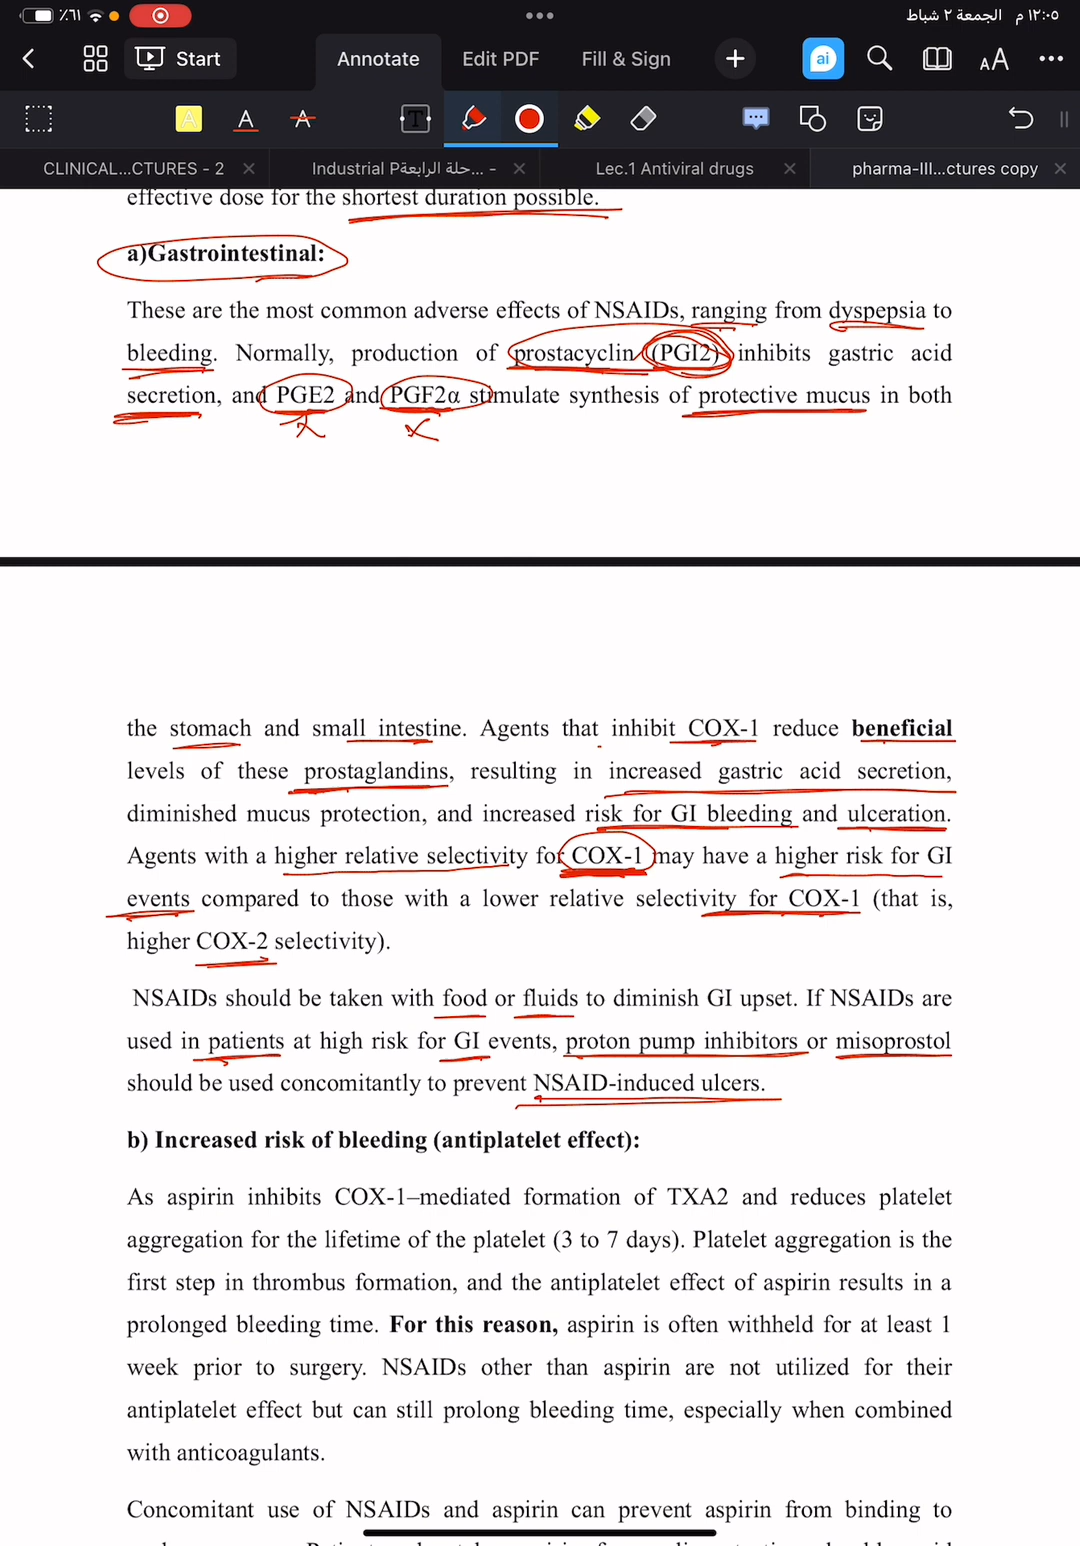 ٪٧١
١٢:٠٥ م الجمعة ٢ شباط
Start
Annotate
Edit PDF
Fill & Sign
ai
AA
A A A T
CLINICAL...CTURES - 2
Industrial Pحلة الرابعة... -
Lec.1 Antiviral drugs
pharma-III...ctures copy
effective dose for the shortest duration possible.
a)Gastrointestinal:
These are the most common adverse effects of NSAIDs, ranging from dyspepsia to
bleeding. Normally, production of prostacyclin (PGI2) inhibits gastric acid
secretion, and PGE2 and PGF2α stimulate synthesis of protective mucus in both
the stomach and small intestine. Agents that inhibit COX-1 reduce beneficial
levels of these prostaglandins, resulting in increased gastric acid secretion,
diminished mucus protection, and increased risk for GI bleeding and ulceration.
Agents with a higher relative selectivity for COX-1 may have a higher risk for GI
events compared to those with a lower relative selectivity for COX-1 (that is,
higher COX-2 selectivity).
NSAIDs should be taken with food or fluids to diminish GI upset. If NSAIDs are
used in patients at high risk for GI events, proton pump inhibitors or misoprostol
should be used concomitantly to prevent NSAID-induced ulcers.
b) Increased risk of bleeding (antiplatelet effect):
As aspirin inhibits COX-1–mediated formation of TXA2 and reduces platelet
aggregation for the lifetime of the platelet (3 to 7 days). Platelet aggregation is the
first step in thrombus formation, and the antiplatelet effect of aspirin results in a
prolonged bleeding time. For this reason, aspirin is often withheld for at least 1
week prior to surgery. NSAIDs other than aspirin are not utilized for their
antiplatelet effect but can still prolong bleeding time, especially when combined
with anticoagulants.
Concomitant use of NSAIDs and aspirin can prevent aspirin from binding to